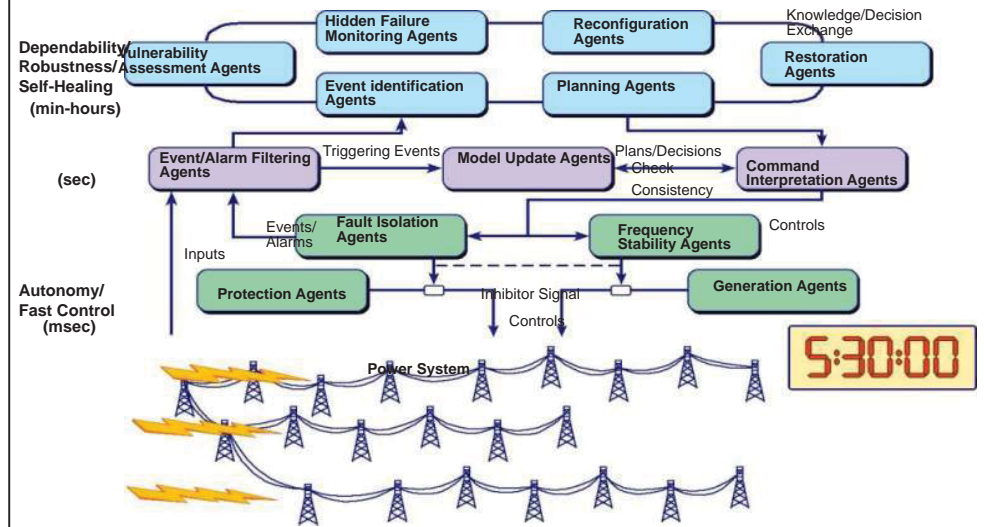 Hidden Failure
Monitoring Agents
Reconfiguration
Agents
Knowledge/Decision
Exchange
Dependability/
Robustness/
Self-Healing
(min-hours)
Vulnerability
Assessment Agents
Restoration
Agents
Event identification
Agents
Planning Agents
(sec)
Event/Alarm Filtering
Agents
Triggering Events
Model Update Agents
Plans/Decisions
Check
Consistency
Command
Interpretation Agents
Events/
Alarms
Fault Isolation
Agents
Frequency
Stability Agents
Controls
Inputs
Autonomy/
Fast Control
(msec)
Protection Agents
Inhibitor Signal
Generation Agents
Controls
Power System
5:30:00